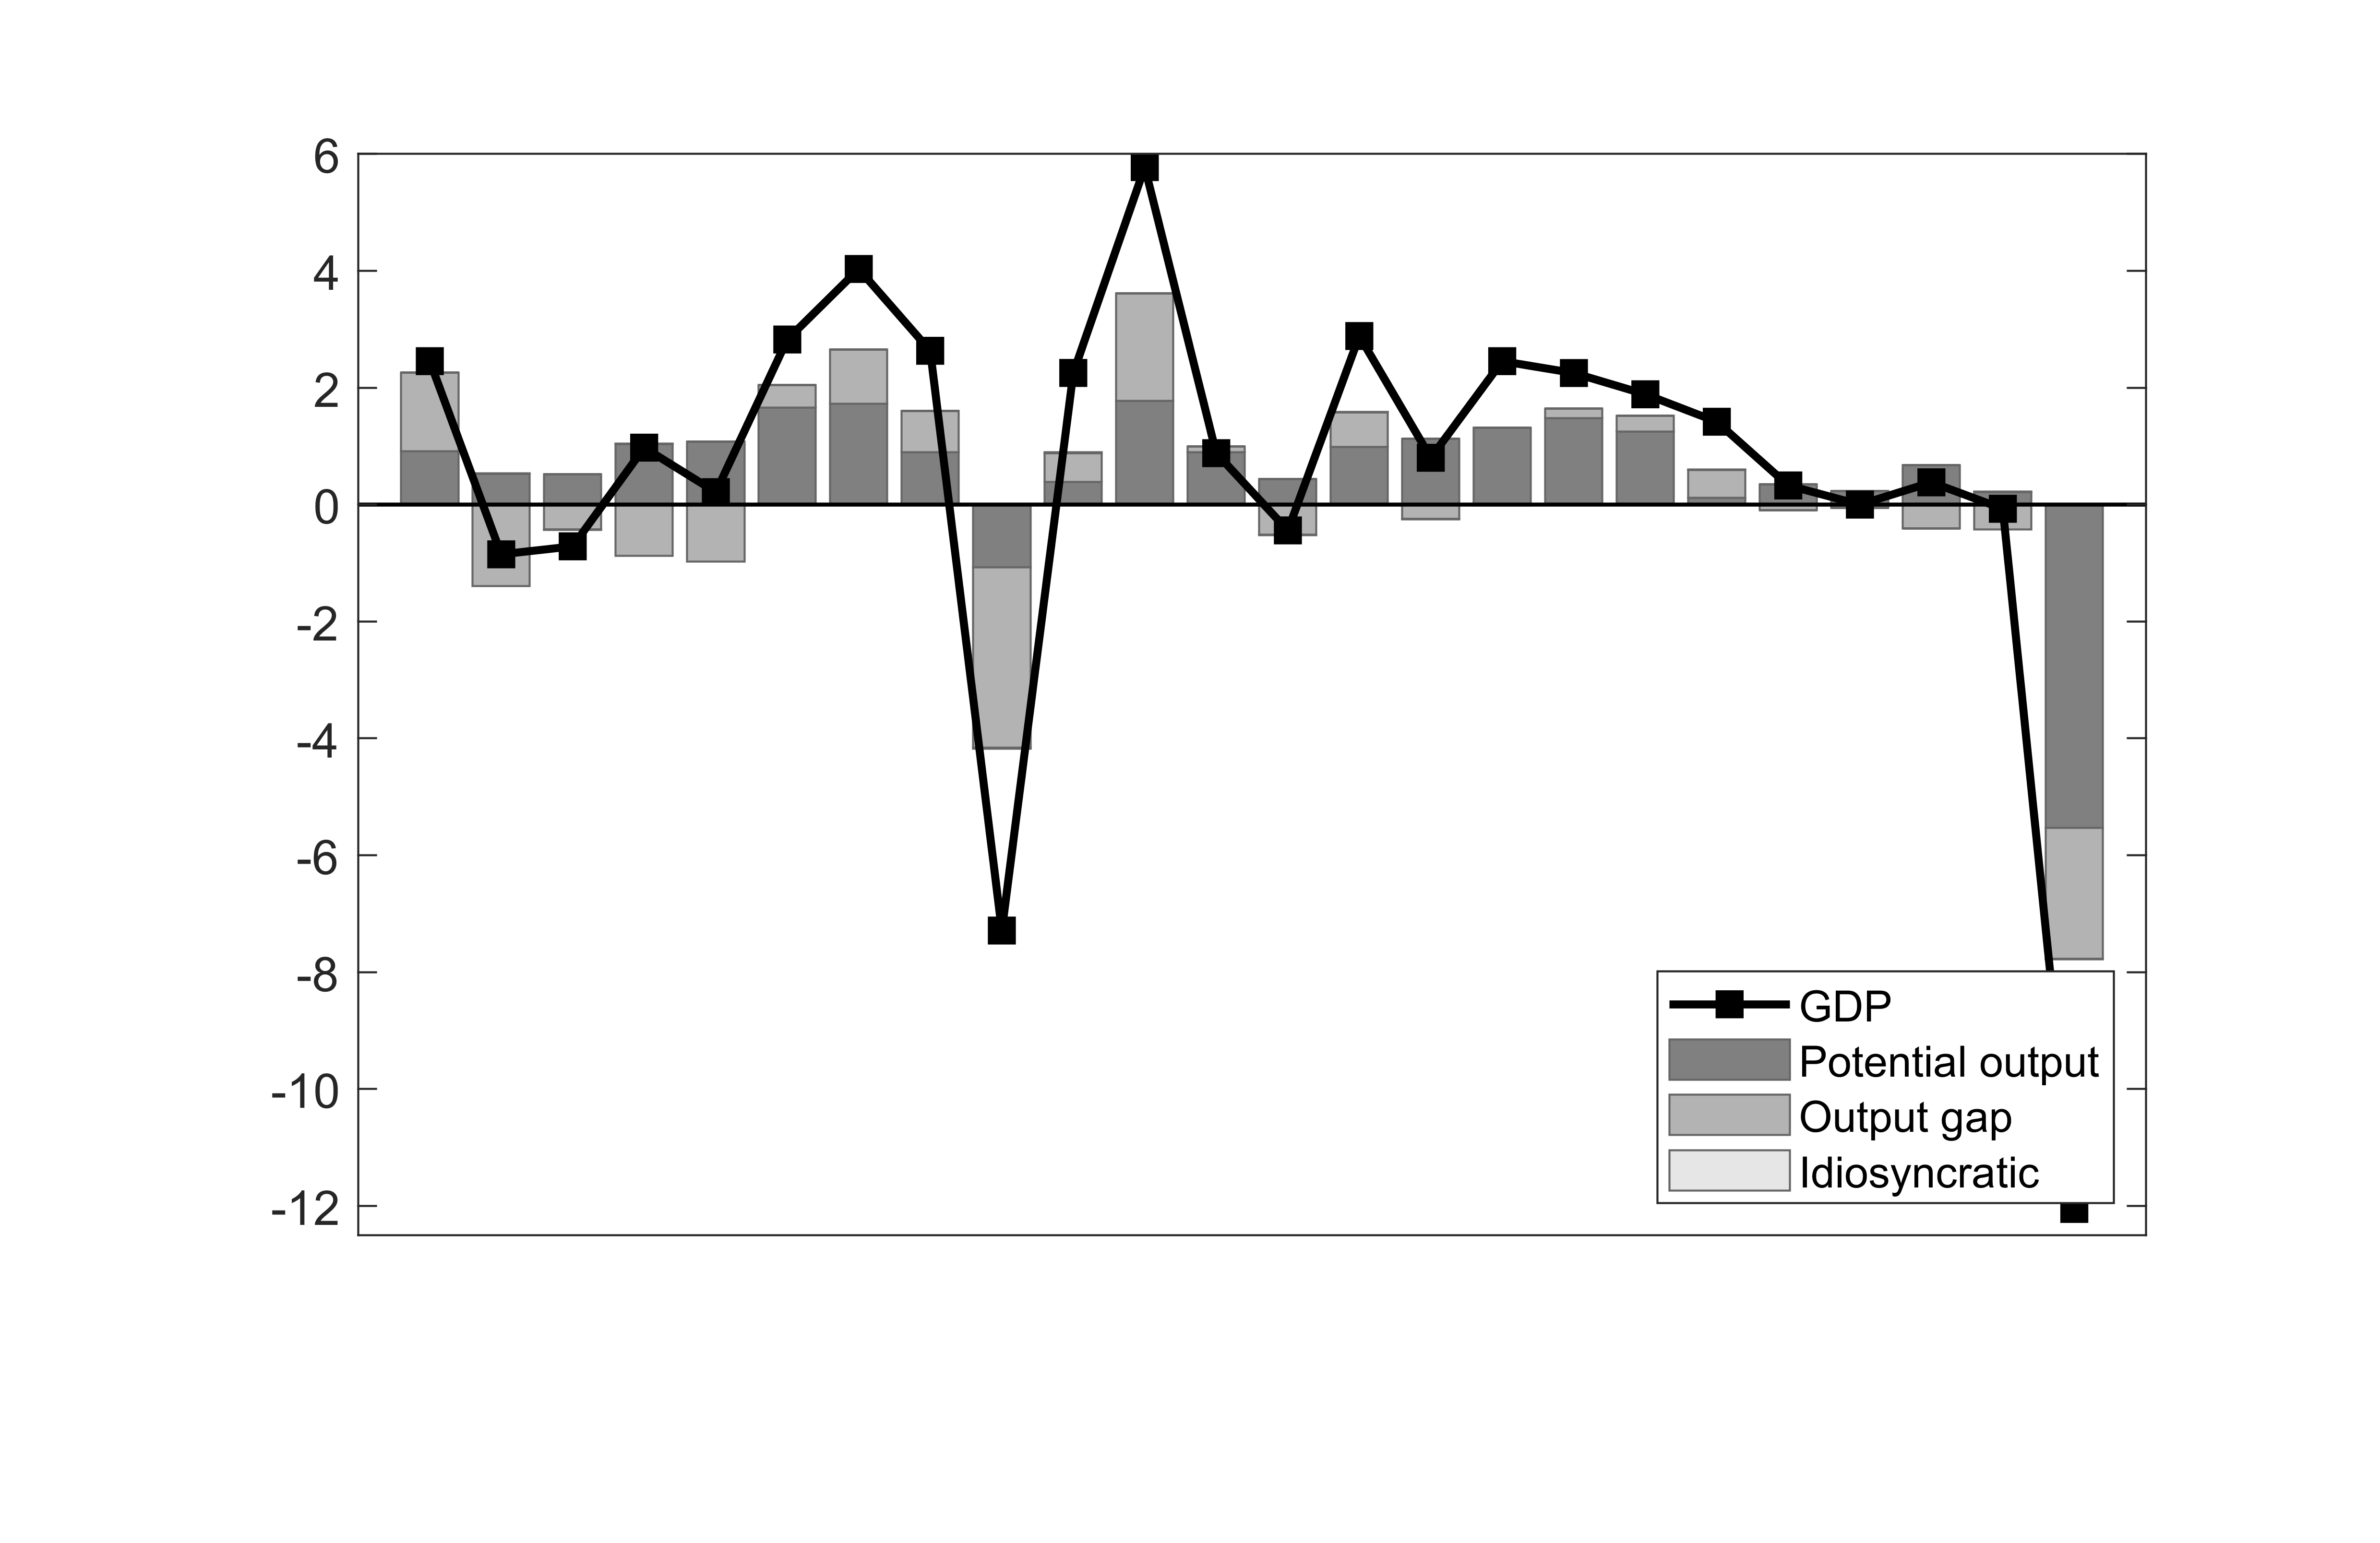 6
4
2
0
-2
-4
-6
-8
-10
-12
GDP
Potential output
Output gap
Idiosyncratic